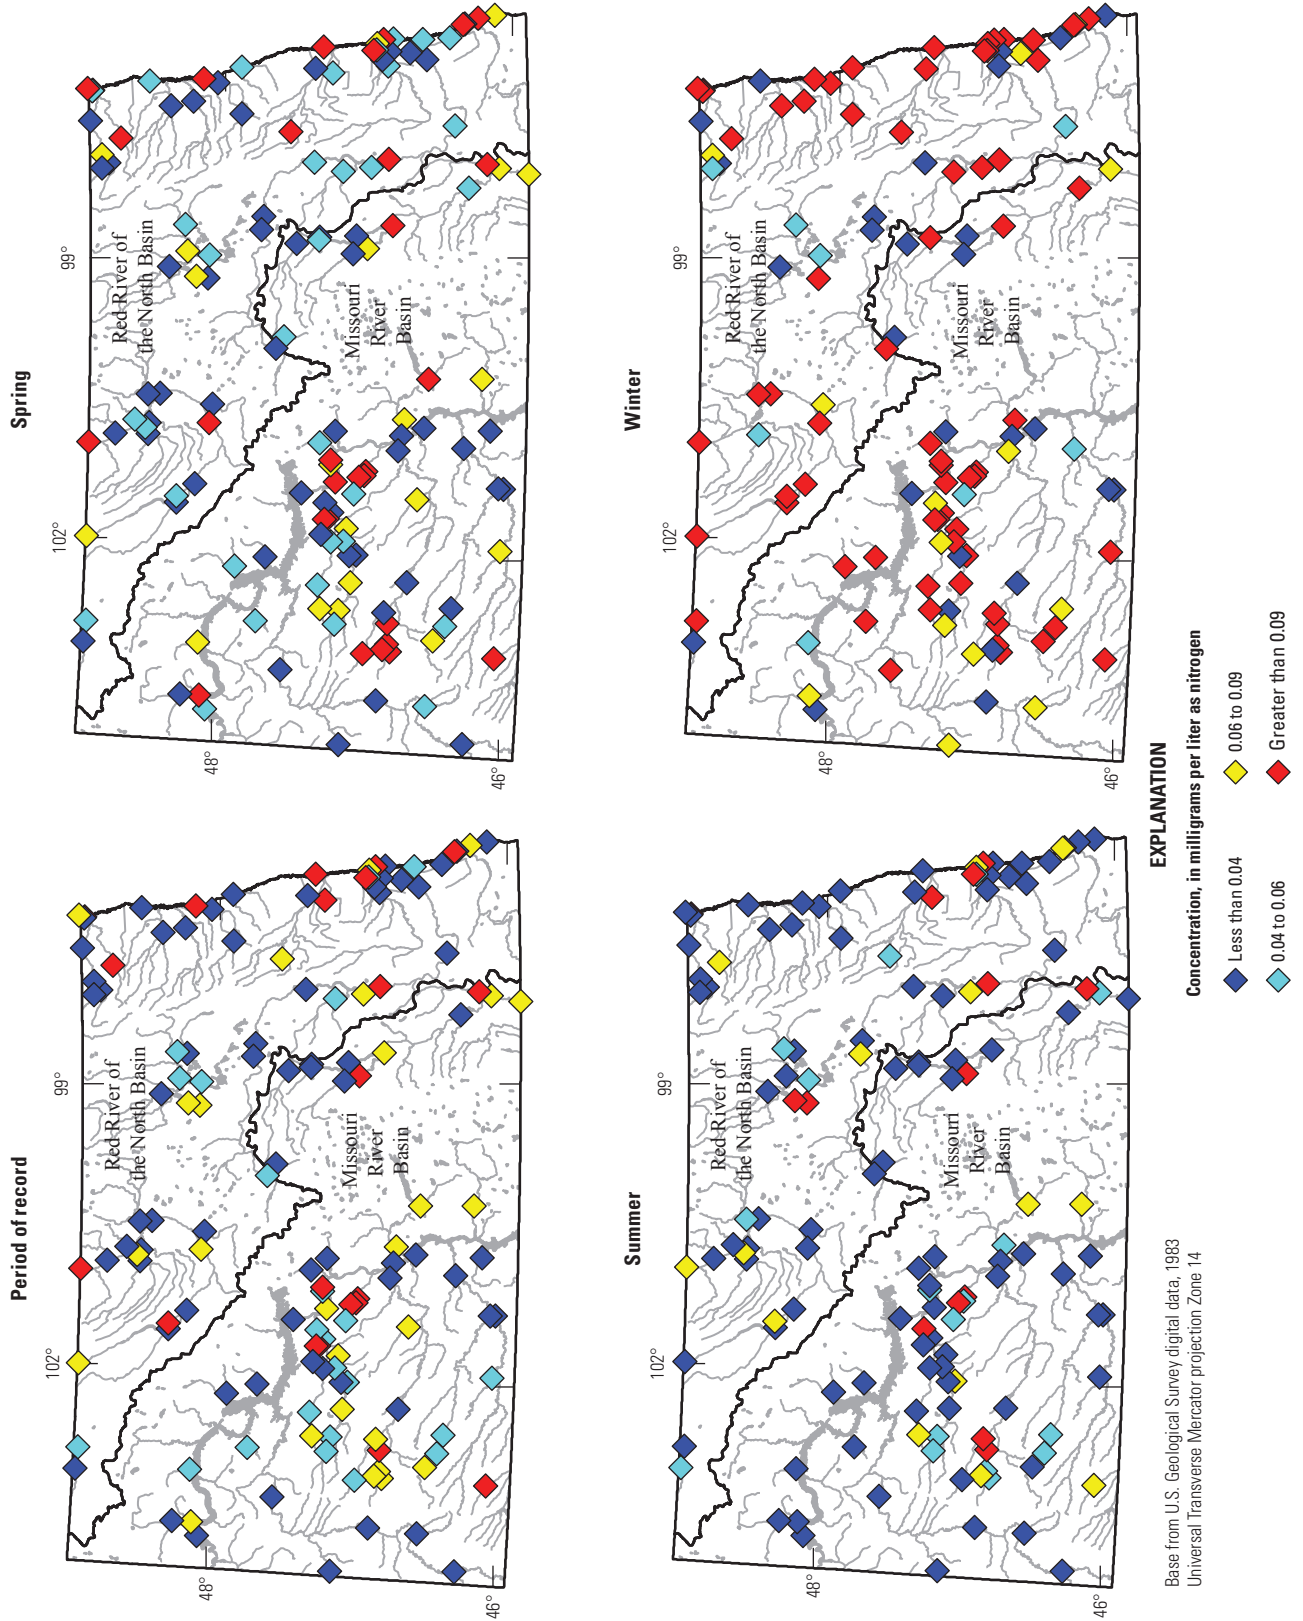 Period of record
Red River of
the North Basin
Missouri
River
Basin
48°
46°
102°
99°
Spring
Red River of
the North Basin
Missouri
River
Basin
48°
46°
102°
99°
Summer
Red River of
the North Basin
Missouri
River
Basin
48°
46°
102°
99°
Winter
Red River of
the North Basin
Missouri
River
Basin
48°
46°
102°
99°
Base from U.S. Geological Survey digital data, 1983
Universal Transverse Mercator projection Zone 14
EXPLANATION
Concentration, in milligrams per liter as nitrogen
Less than 0.04
0.04 to 0.06
0.06 to 0.09
Greater than 0.09